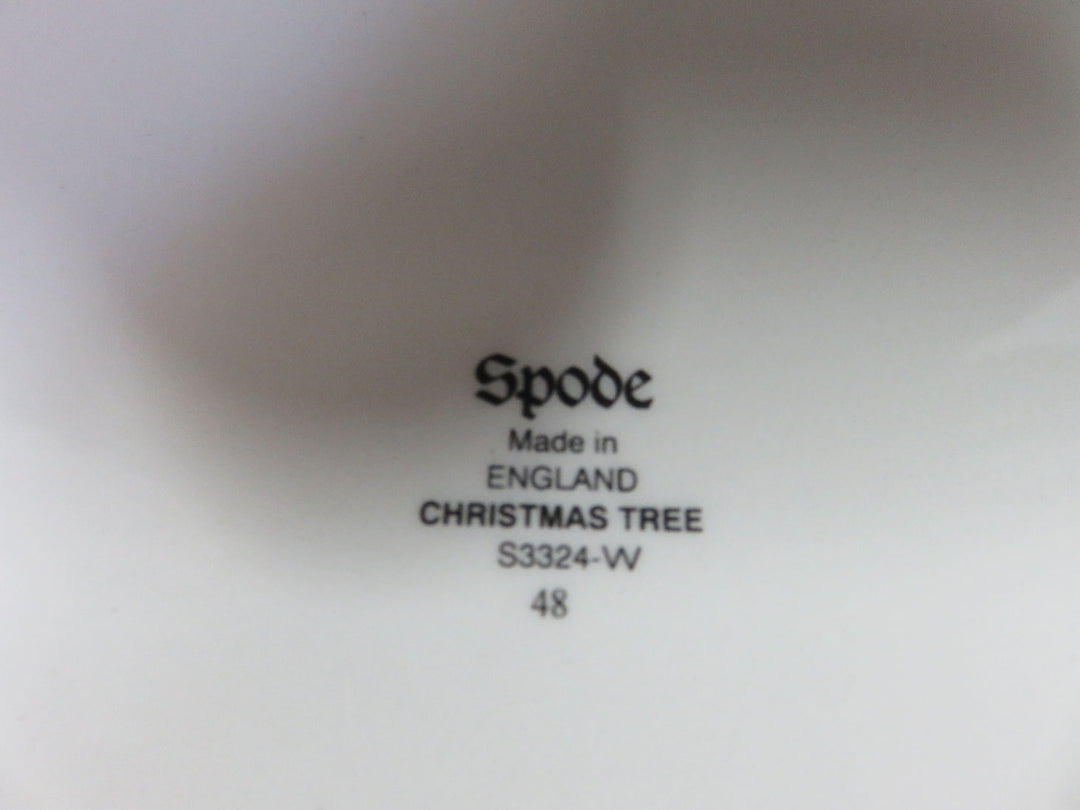 Spode
Made in
ENGLAND
CHRISTMAS TREE
S3324-W
48